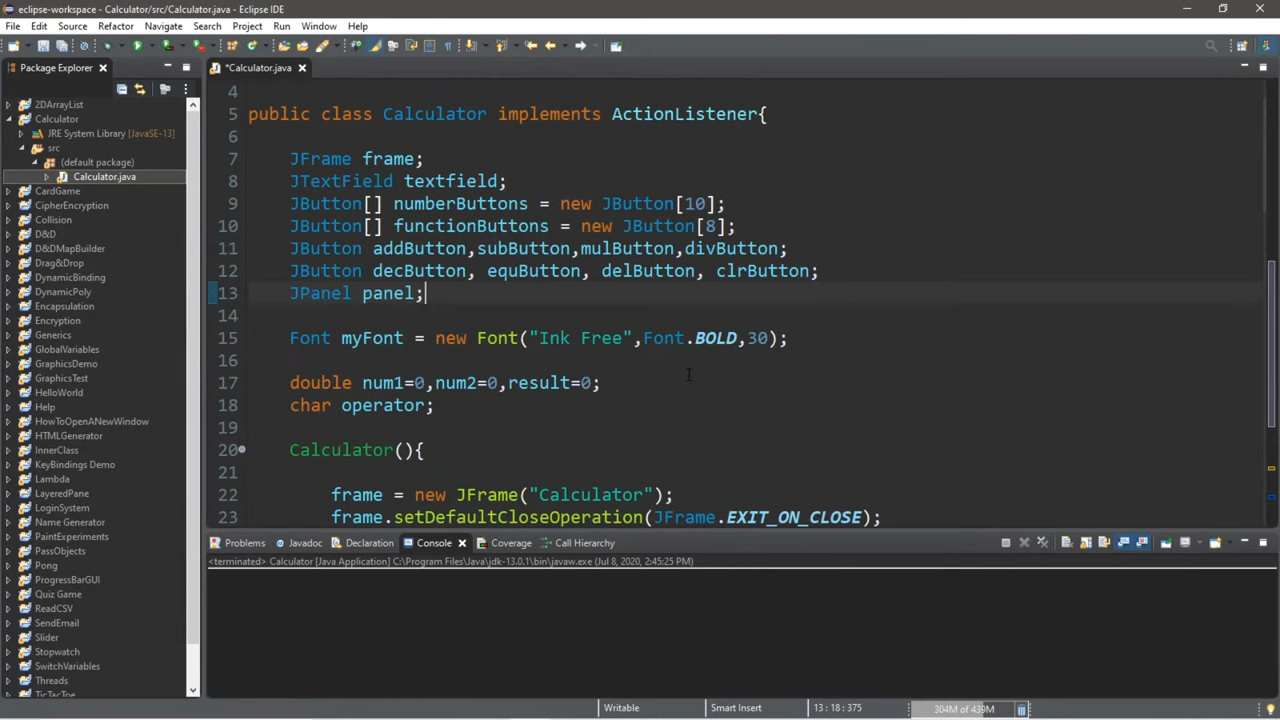 eclipse-workspace - Calculator/src/Calculator.java - Eclipse IDE
File Edit Source Refactor Navigate Search Project Run Window Help
Package Explorer
*Calculator.java
2DArrayList
Calculator
JRE System Library [JavaSE-13]
src
(default package)
Calculator.java
CardGame
CipherEncryption
Collision
D&D
D&DMapBuilder
Drag&Drop
DynamicBinding
DynamicPoly
Encapsulation
Encryption
Generics
GlobalVariables
GraphicsDemo
GraphicsTest
HelloWorld
Help
HowToOpenANewWindow
HTMLGenerator
InnerClass
KeyBindings Demo
Lambda
LayeredPane
LoginSystem
Name Generator
PaintExperiments
PassObjects
Pong
ProgressBarGUI
Quiz Game
ReadCSV
SendEmail
Slider
Stopwatch
SwitchVariables
Threads
TicTacToe
4
5 public class Calculator implements ActionListener{
6
7 JFrame frame;
8 JTextField textfield;
9 JButton[] numberButtons = new JButton[10];
10 JButton[] functionButtons = new JButton[8];
11 JButton addButton,subButton,mulButton,divButton;
12 JButton decButton, equButton, delButton, clrButton;
13 JPanel panel;
14
15 Font myFont = new Font("Ink Free",Font.BOLD,30);
16
17 double num1=0,num2=0,result=0;
18 char operator;
19
20 Calculator(){
21
22 frame = new JFrame("Calculator");
23 frame.setDefaultCloseOperation(JFrame.EXIT_ON_CLOSE);
Problems Javadoc Declaration Console Coverage Call Hierarchy
<terminated> Calculator [Java Application] C:\Program Files\Java\jdk-13.0.1\bin\javaw.exe (Jul 8, 2020, 2:45:25 PM)
Writable Smart Insert 13 : 18 : 375 304M of 439M